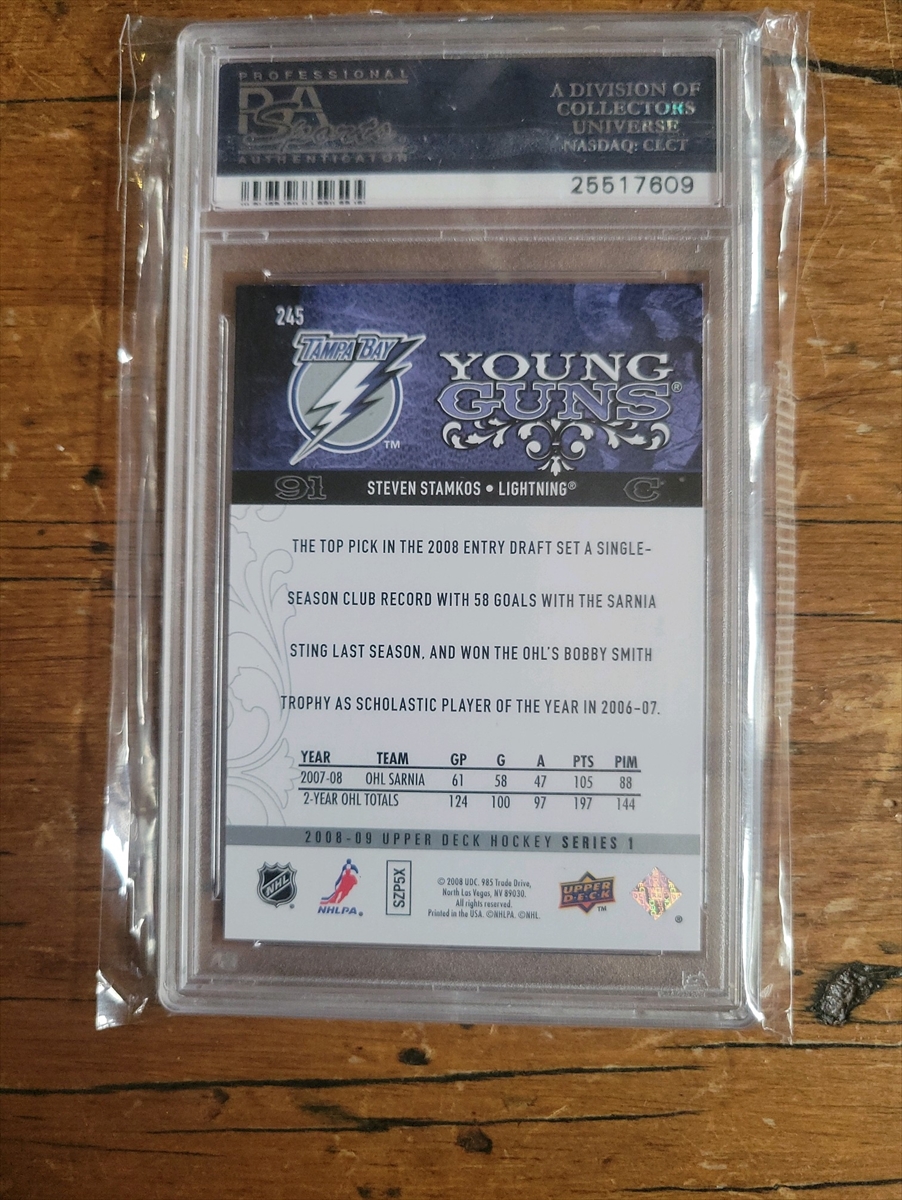 PROFESSIONAL
PSA
Sports
AUTHENTICATOR
A DIVISION OF
COLLECTORS
UNIVERSE
NASDAQ: CLCT
25517609
245
TAMPA BAY
TM
YOUNG
GUNS®
91 STEVEN STAMKOS • LIGHTNING® C
THE TOP PICK IN THE 2008 ENTRY DRAFT SET A SINGLE-
SEASON CLUB RECORD WITH 58 GOALS WITH THE SARNIA
STING LAST SEASON, AND WON THE OHL'S BOBBY SMITH
TROPHY AS SCHOLASTIC PLAYER OF THE YEAR IN 2006-07.
YEAR TEAM GP G A PTS PIM
2007-08 OHL SARNIA 61 58 47 105 88
2-YEAR OHL TOTALS 124 100 97 197 144
2008-09 UPPER DECK HOCKEY SERIES 1
NHL
NHLPA.
SZP5X
© 2008 UDC. 985 Trade Drive,
North Las Vegas, NV 89030.
All rights reserved.
Printed in the USA. ©NHLPA. ©NHL.
UPPER
DECK
TM
®